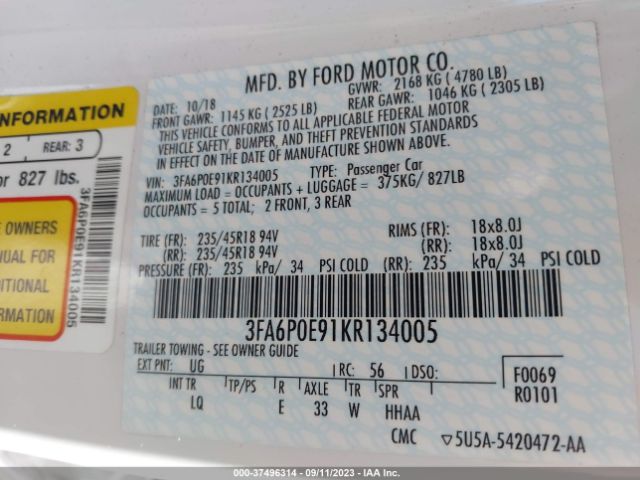 INFORMATION
2
REAR: 3
or 827 lbs.
E OWNERS
NUAL FOR
DITIONAL
FORMATION
3FA6P0E91KR134005
MFD. BY FORD MOTOR CO.
DATE: 10/18
GVWR: 2168 KG ( 4780 LB)
FRONT GAWR: 1145 KG ( 2525 LB)
REAR GAWR: 1046 KG ( 2305 LB)
THIS VEHICLE CONFORMS TO ALL APPLICABLE FEDERAL MOTOR
VEHICLE SAFETY, BUMPER, AND THEFT PREVENTION STANDARDS
IN EFFECT ON THE DATE OF MANUFACTURE SHOWN ABOVE.
VIN: 3FA6P0E91KR134005 TYPE: Passenger Car
MAXIMUM LOAD = OCCUPANTS + LUGGAGE = 375KG/ 827LB
OCCUPANTS = 5 TOTAL; 2 FRONT, 3 REAR
TIRE (FR): 235/45R18 94V RIMS (FR): 18x8.0J
(RR): 235/45R18 94V (RR): 18x8.0J
PRESSURE (FR): 235 kPa/ 34 PSI COLD (RR): 235 kPa/ 34 PSI COLD
3FA6P0E91KR134005
TRAILER TOWING - SEE OWNER GUIDE
EXT PNT: UG RC: 56 DSO:
F0069
R0101
INT TR TP/PS R AXLE TR SPR
LQ E 33 W HHAA
CMC ▽5U5A-5420472-AA
000-37496314 - 09/11/2023 - IAA Inc.